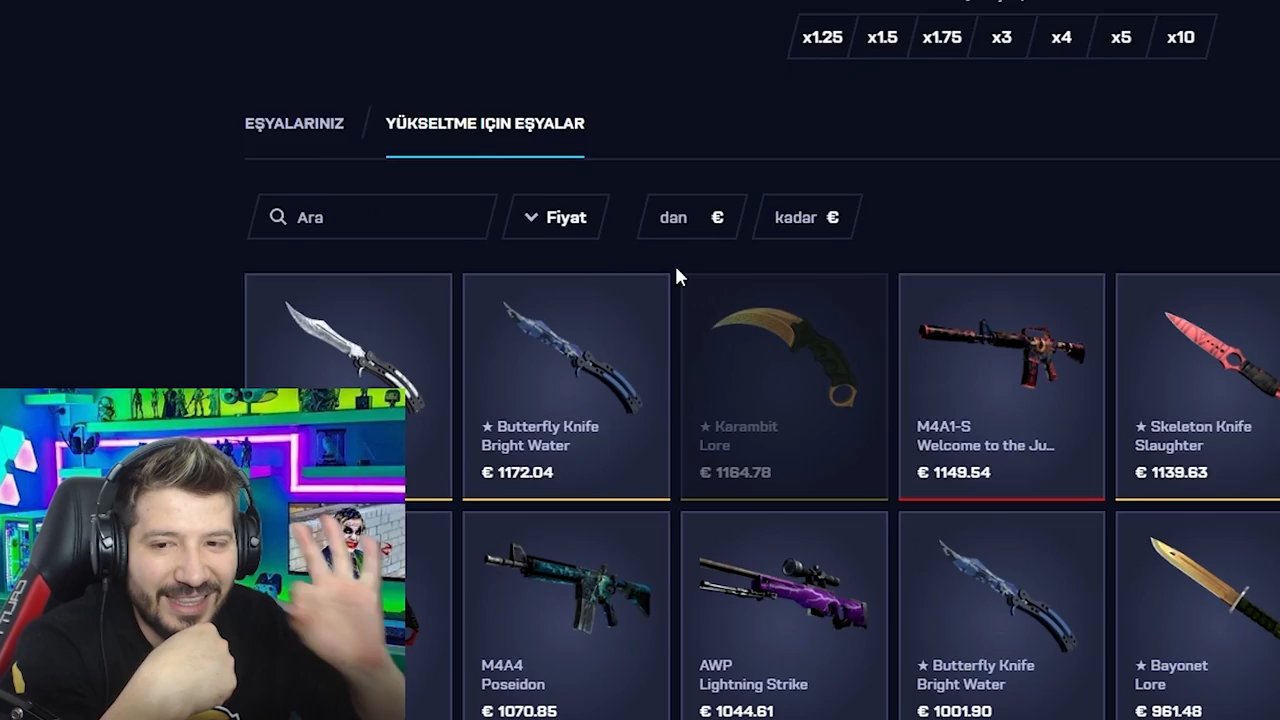 x1.25 x1.5 x1.75 x3 x4 x5 x10
EŞYALARINIZ YÜKSELTME IÇIN EŞYALAR
Ara Fiyat dan € kadar €
★ Butterfly Knife
Bright Water
€ 1172.04
★ Karambit
Lore
€ 1164.78
M4A1-S
Welcome to the Ju...
€ 1149.54
★ Skeleton Knife
Slaughter
€ 1139.63
M4A4
Poseidon
€ 1070.85
AWP
Lightning Strike
€ 1044.61
★ Butterfly Knife
Bright Water
€ 1001.90
★ Bayonet
Lore
€ 961.48